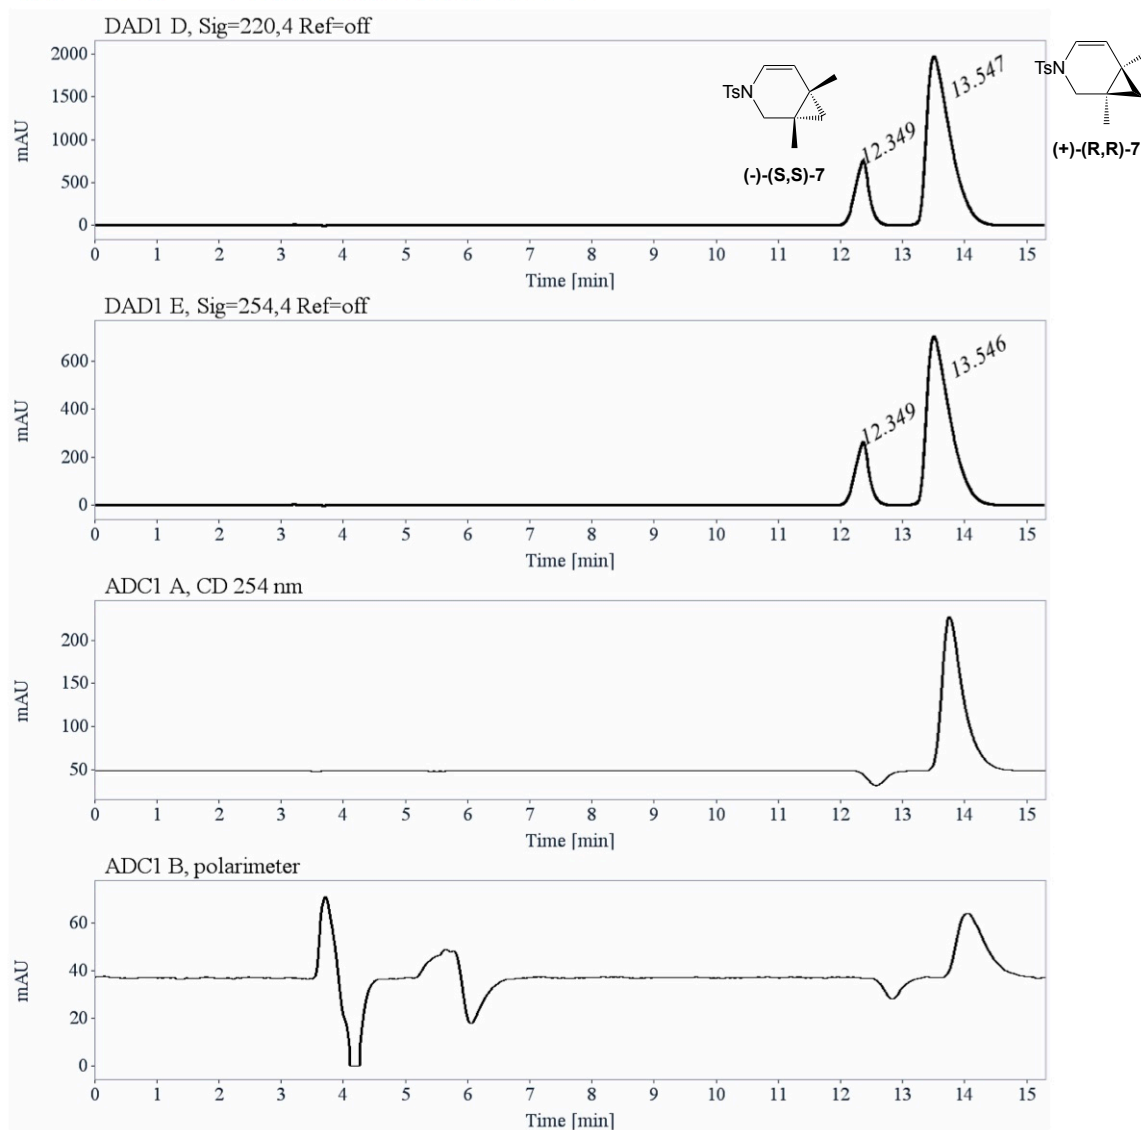 DAD1 D, Sig=220,4 Ref=off
mAU
2000
1500
1000
500
0
12.349
13.547
TsN
(-)-(S,S)-7
TsN
(+)-(R,R)-7
0 1 2 3 4 5 6 7 8 9 10 11 12 13 14 15
Time [min]
DAD1 E, Sig=254,4 Ref=off
mAU
600
400
200
0
12.349
13.546
0 1 2 3 4 5 6 7 8 9 10 11 12 13 14 15
Time [min]
ADC1 A, CD 254 nm
mAU
200
150
100
50
0 1 2 3 4 5 6 7 8 9 10 11 12 13 14 15
Time [min]
ADC1 B, polarimeter
mAU
60
40
20
0
0 1 2 3 4 5 6 7 8 9 10 11 12 13 14 15
Time [min]